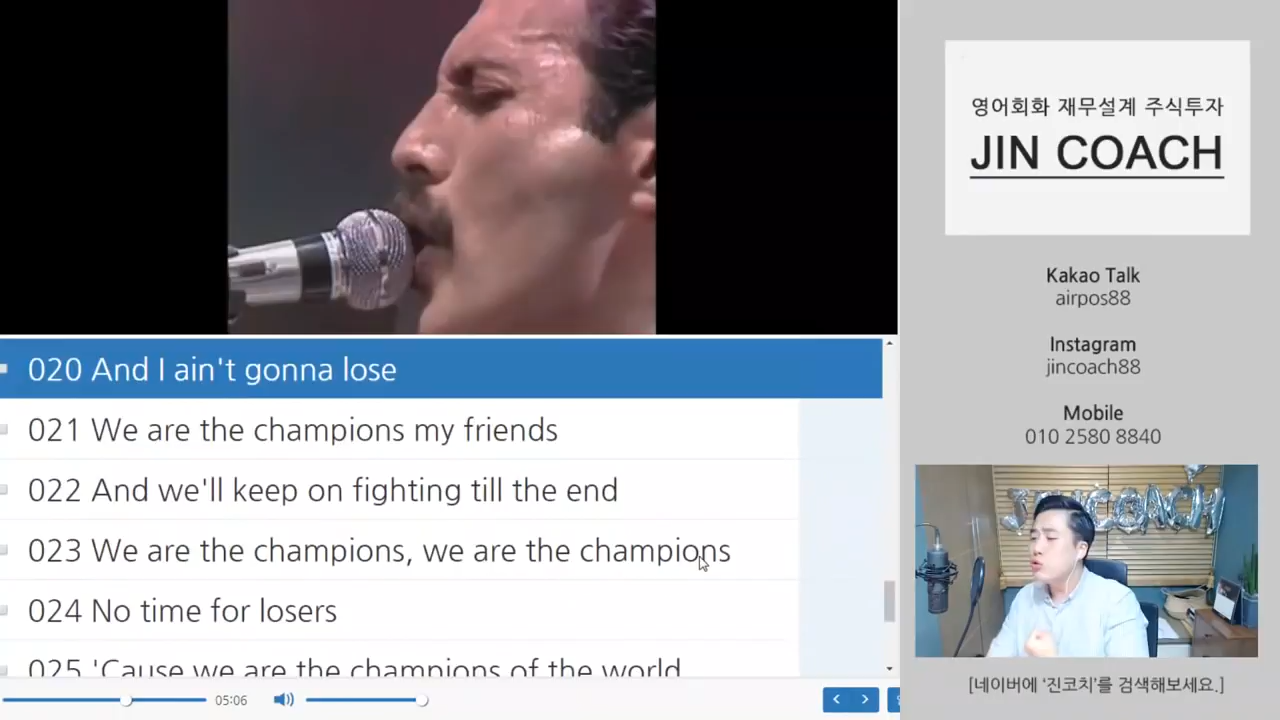 020 And I ain't gonna lose
021 We are the champions my friends
022 And we'll keep on fighting till the end
023 We are the champions, we are the champions
024 No time for losers
025 'Cause we are the champions of the world
05:06
영어회화 재무설계 주식투자
JIN COACH
Kakao Talk
airpos88
Instagram
jincoach88
Mobile
010 2580 8840
JINCOACH
[네이버에 '진코치'를 검색해보세요.]